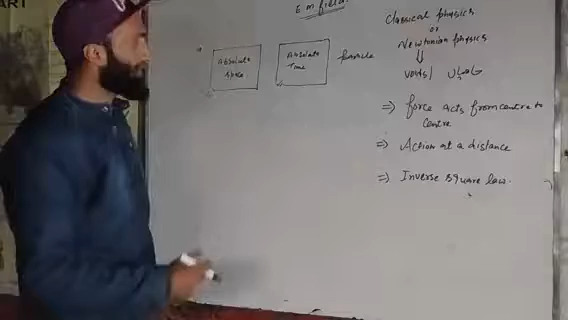 ART
E.m field
Absolute
space
Absolute
Time
particle
Classical physics
or
Newtonian physics
⇓
⇒ force acts from centre to
centre
⇒ Action at a distance
⇒ Inverse square law.